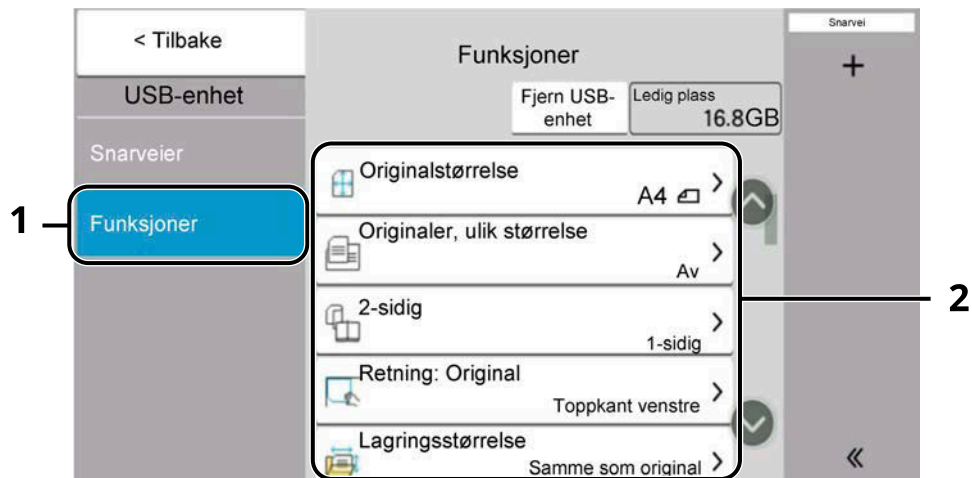 < Tilbake
USB-enhet
Snarveier
Funksjoner
1
Funksjoner
Fjern USB-
enhet
Ledig plass
16.8GB
Originalstørrelse
A4
Originaler, ulik størrelse
Av
2-sidig
1-sidig
Retning: Original
Toppkant venstre
Lagringsstørrelse
Samme som original
2
Snarvei